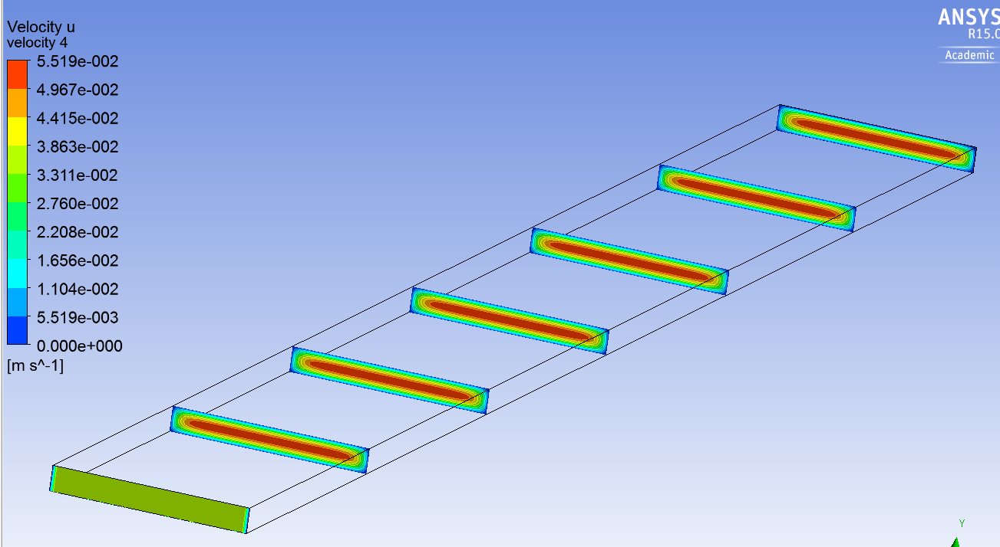 Velocity u
velocity 4
5.519e-002
4.967e-002
4.415e-002
3.863e-002
3.311e-002
2.760e-002
2.208e-002
1.656e-002
1.104e-002
5.519e-003
0.000e+000
[m s^-1]
ANSYS
R15.0
Academic
Y